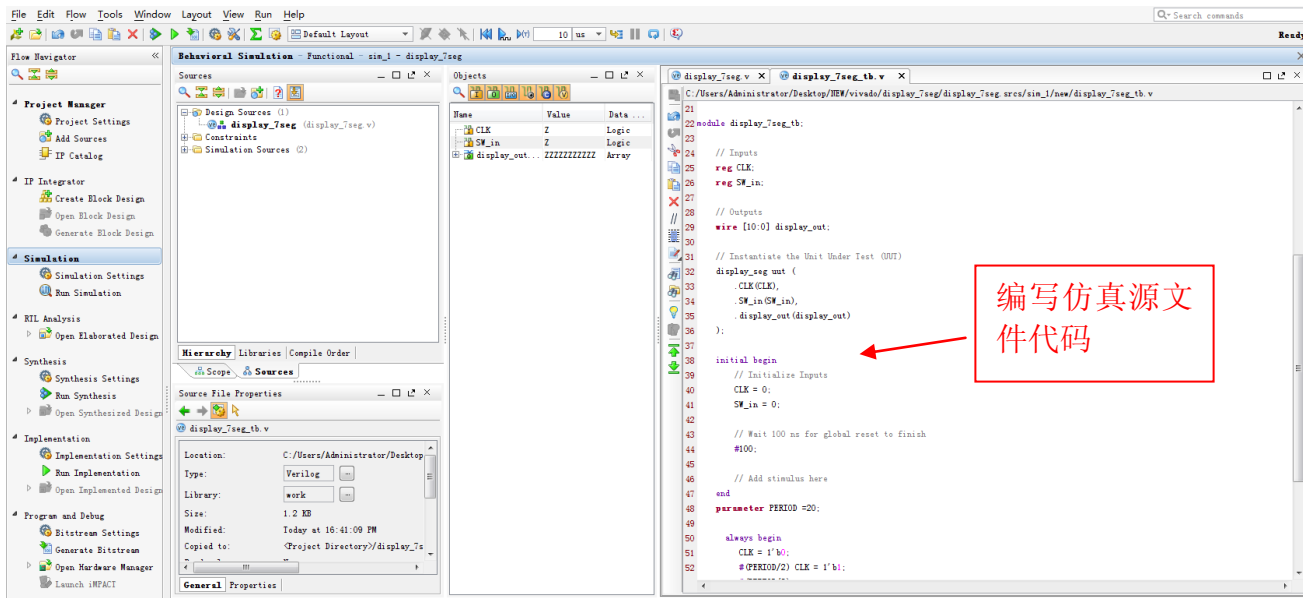 File Edit Flow Tools Window Layout View Run Help
Q- Search commands
Default Layout
10 us
Ready
Flow Navigator
Project Manager
Project Settings
Add Sources
IP Catalog
IP Integrator
Create Block Design
Open Block Design
Generate Block Design
Simulation
Simulation Settings
Run Simulation
RTL Analysis
Open Elaborated Design
Synthesis
Synthesis Settings
Run Synthesis
Open Synthesized Design
Implementation
Implementation Settings
Run Implementation
Open Implemented Design
Program and Debug
Bitstream Settings
Generate Bitstream
Open Hardware Manager
Launch iMPACT
Behavioral Simulation - Functional - sim_1 - display_7seg
Sources
Design Sources (1)
display_7seg (display_7seg.v)
Constraints
Simulation Sources (2)
Hierarchy Libraries Compile Order
Scope Sources
Source File Properties
display_7seg_tb.v
Location: C:/Users/Administrator/Desktop
Type: Verilog
Library: work
Size: 1.2 KB
Modified: Today at 16:41:09 PM
Copied to: <Project Directory>/display_7s
General Properties
Objects
Name Value Data ...
CLK Z Logic
SW_in Z Logic
display_out... ZZZZZZZZZZZ Array
display_7seg.v display_7seg_tb.v
C:/Users/Administrator/Desktop/NEW/vivado/display_7seg/display_7seg.srcs/sim_1/new/display_7seg_tb.v
21
22 module display_7seg_tb;
23
24 // Inputs
25 reg CLK;
26 reg SW_in;
27
28 // Outputs
29 wire [10:0] display_out;
30
31 // Instantiate the Unit Under Test (UUT)
32 display_seg uut (
33 .CLK(CLK),
34 .SW_in(SW_in),
35 .display_out(display_out)
36 );
37
38 initial begin
39 // Initialize Inputs
40 CLK = 0;
41 SW_in = 0;
42
43 // Wait 100 ns for global reset to finish
44 #100;
45
46 // Add stimulus here
47 end
48 parameter PERIOD =20;
49
50 always begin
51 CLK = 1'b0;
52 #(PERIOD/2) CLK = 1'b1;
编写仿真源文
件代码